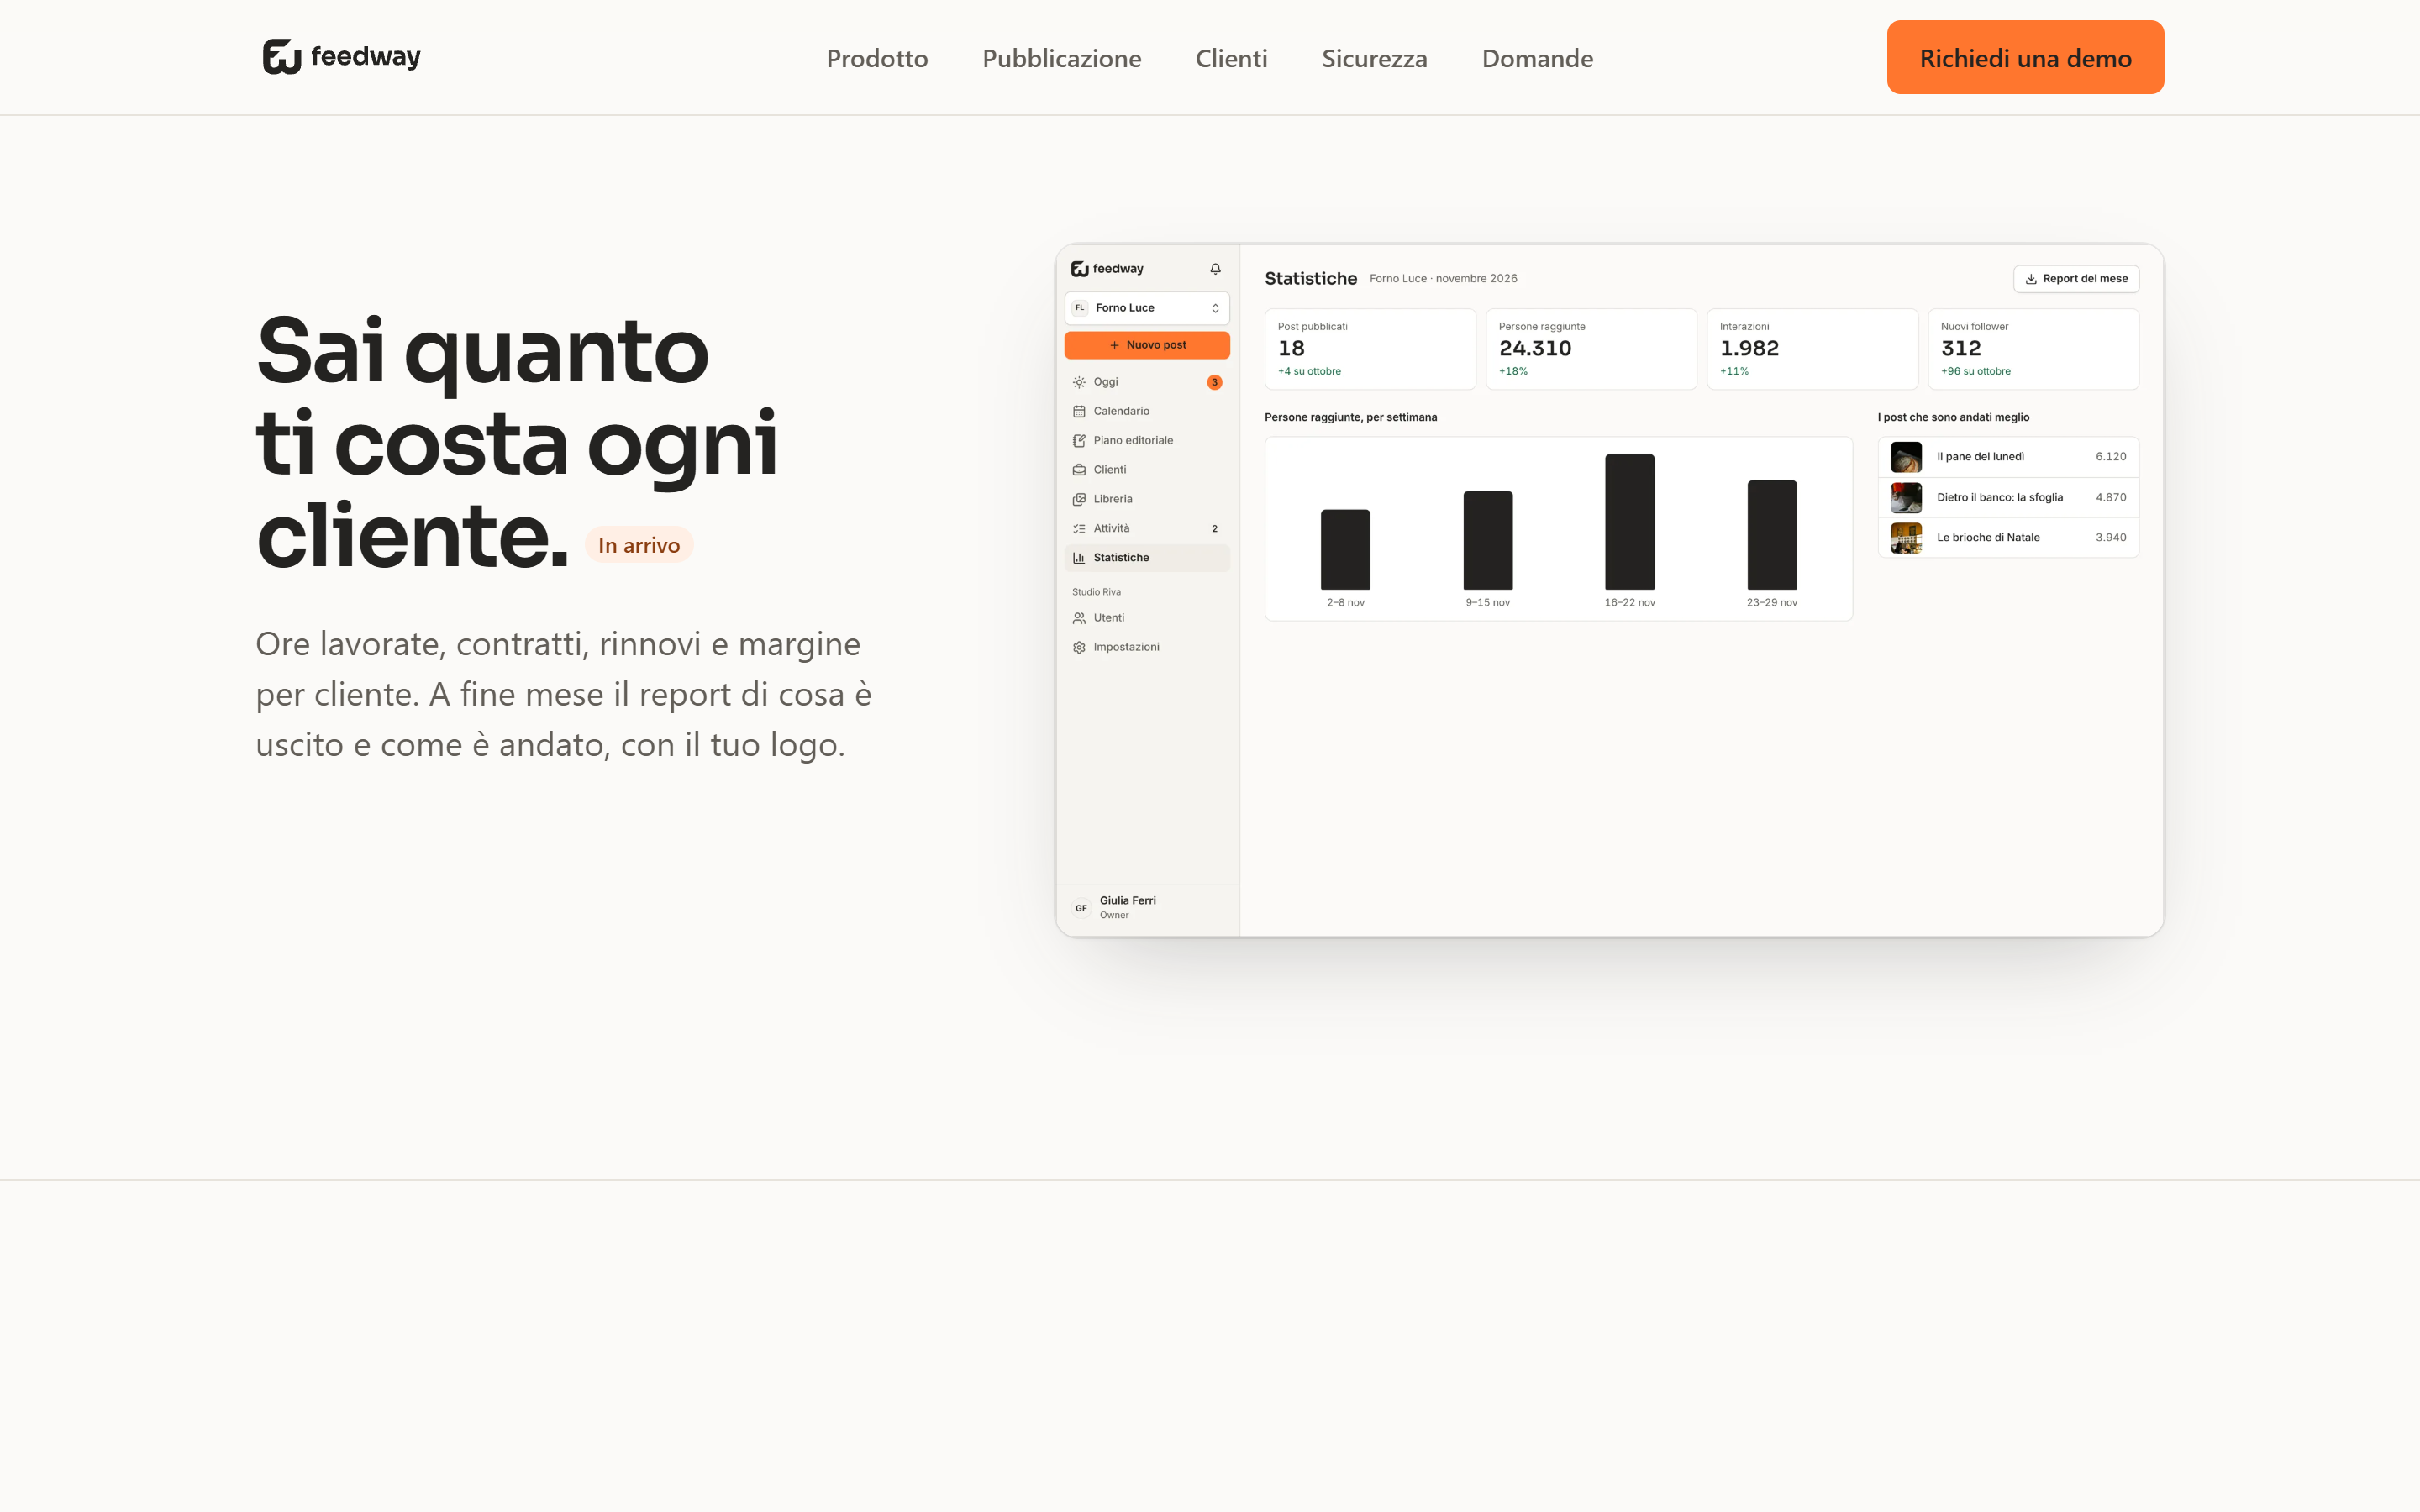 feedway
Prodotto
Pubblicazione
Clienti
Sicurezza
Domande
Richiedi una demo
Sai quanto
ti costa ogni
cliente.
In arrivo
Ore lavorate, contratti, rinnovi e margine
per cliente. A fine mese il report di cosa è
uscito e come è andato, con il tuo logo.
feedway
FL
Forno Luce
+ Nuovo post
Oggi
3
Calendario
Piano editoriale
Clienti
Libreria
Attività
2
Statistiche
Studio Riva
Utenti
Impostazioni
GF
Giulia Ferri
Owner
Statistiche
Forno Luce · novembre 2026
Report del mese
Post pubblicati
18
+4 su ottobre
Persone raggiunte
24.310
+18%
Interazioni
1.982
+11%
Nuovi follower
312
+96 su ottobre
Persone raggiunte, per settimana
2–8 nov
9–15 nov
16–22 nov
23–29 nov
I post che sono andati meglio
Il pane del lunedì
6.120
Dietro il banco: la sfoglia
4.870
Le brioche di Natale
3.940